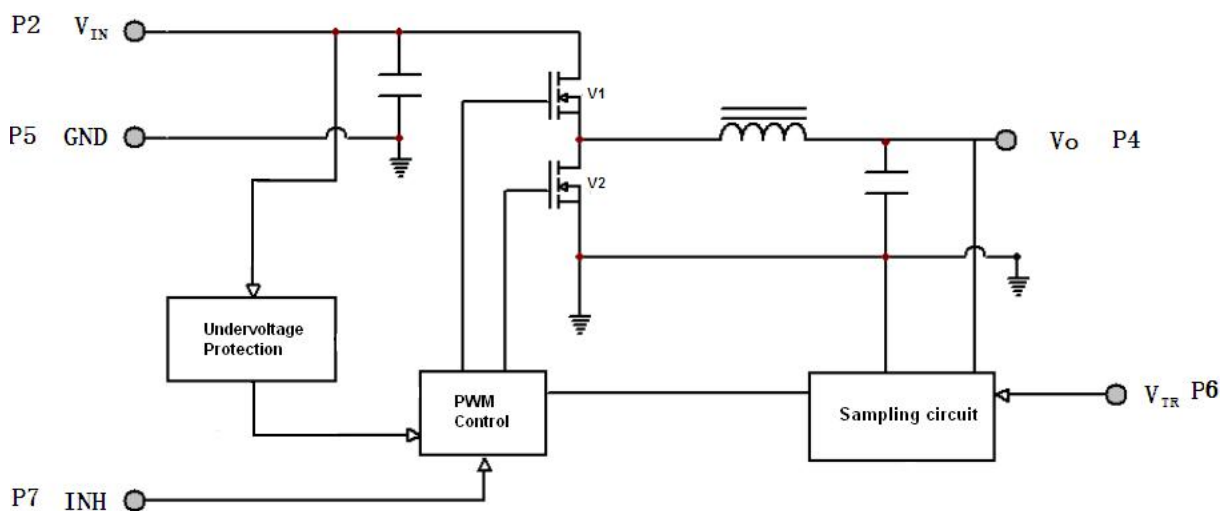 P2 VIN
V1
P5 GND
Vo P4
V2
Undervoltage
Protection
PWM
Control
Sampling circuit
VTR P6
P7 INH